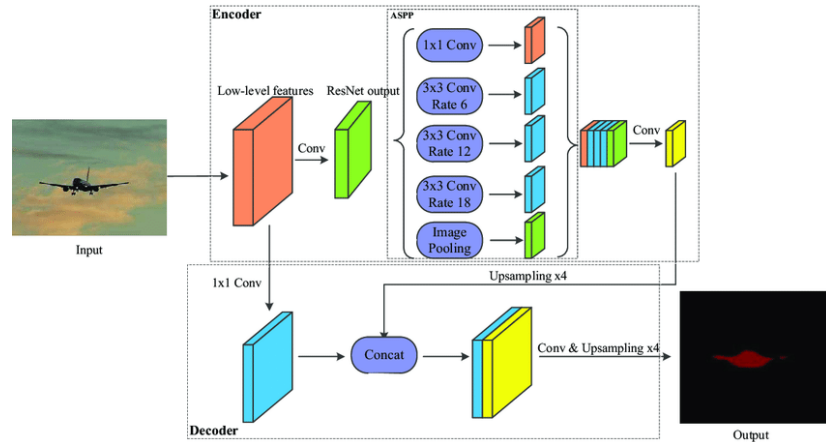 Encoder
ASPP
1x1 Conv
Low-level features
ResNet output
3x3 Conv
Rate 6
Conv
3x3 Conv
Rate 12
Conv
3x3 Conv
Rate 18
Image
Pooling
Input
1x1 Conv
Upsampling x4
Concat
Conv & Upsampling x4
Decoder
Output